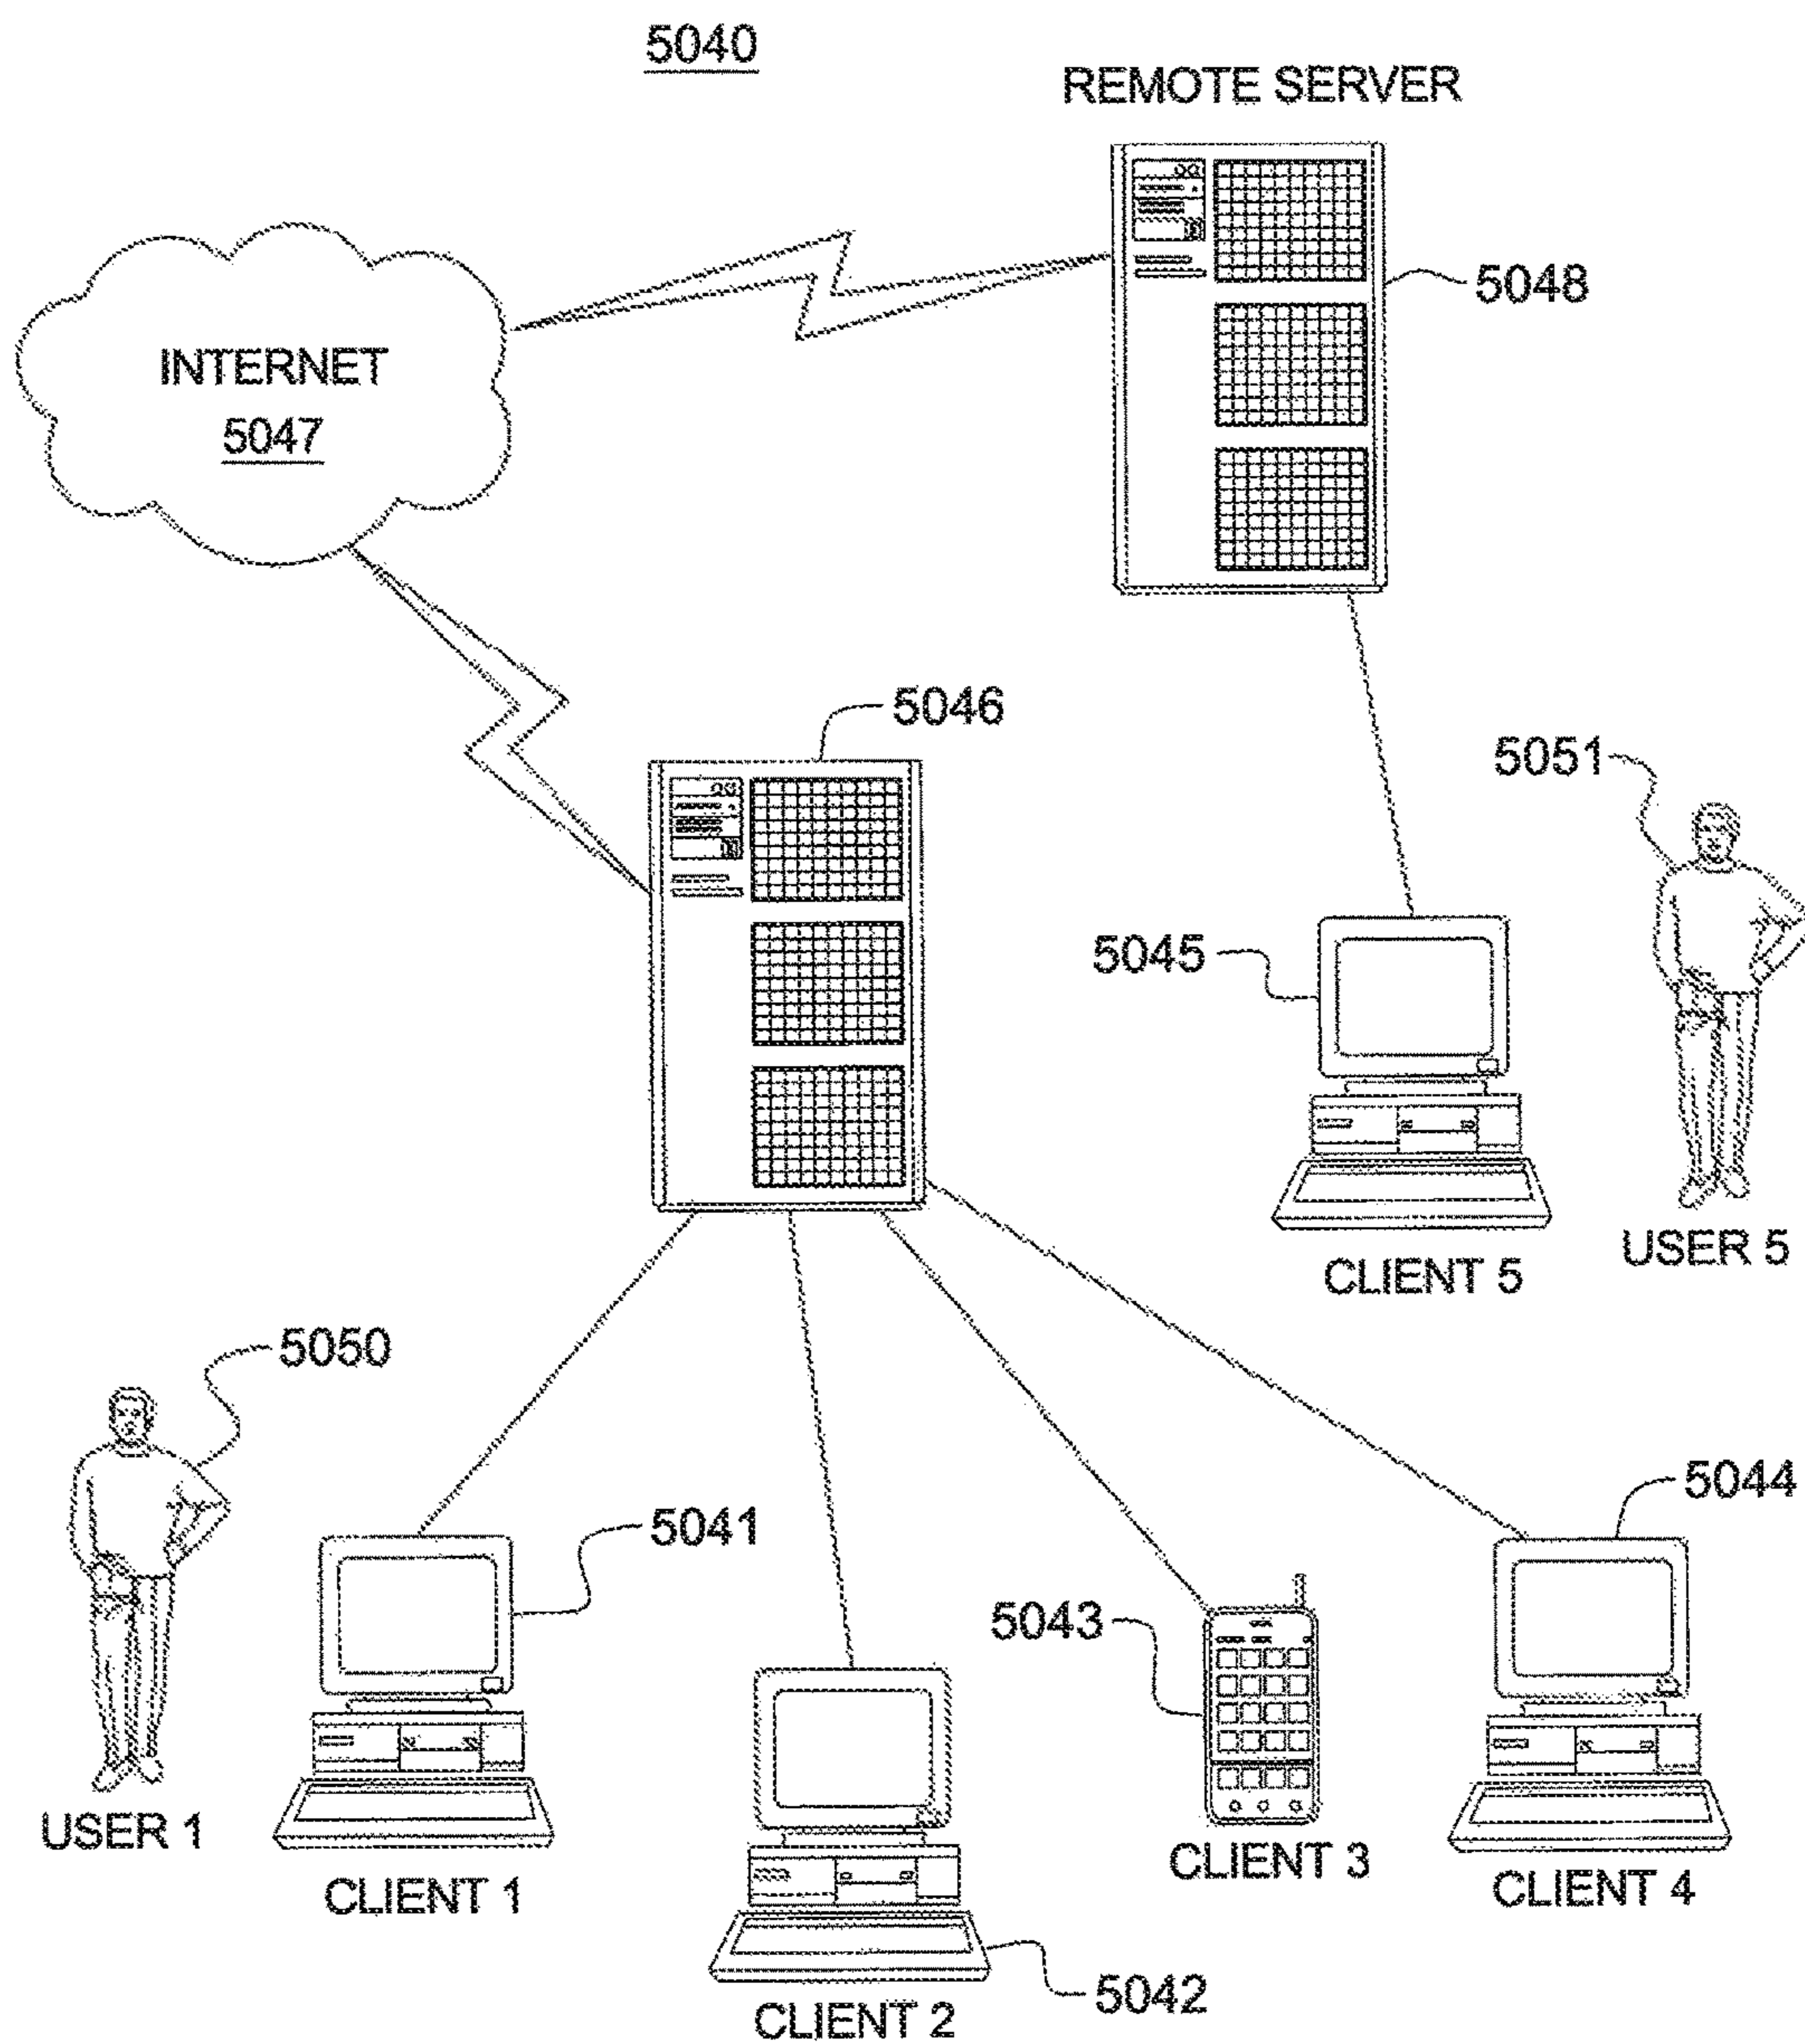 5040
REMOTE SERVER
INTERNET
5047
5048
5046
5051
5045
USER 5
CLIENT 5
5050
5041
5044
5043
USER 1
CLIENT 1
CLIENT 3
CLIENT 4
5042
CLIENT 2